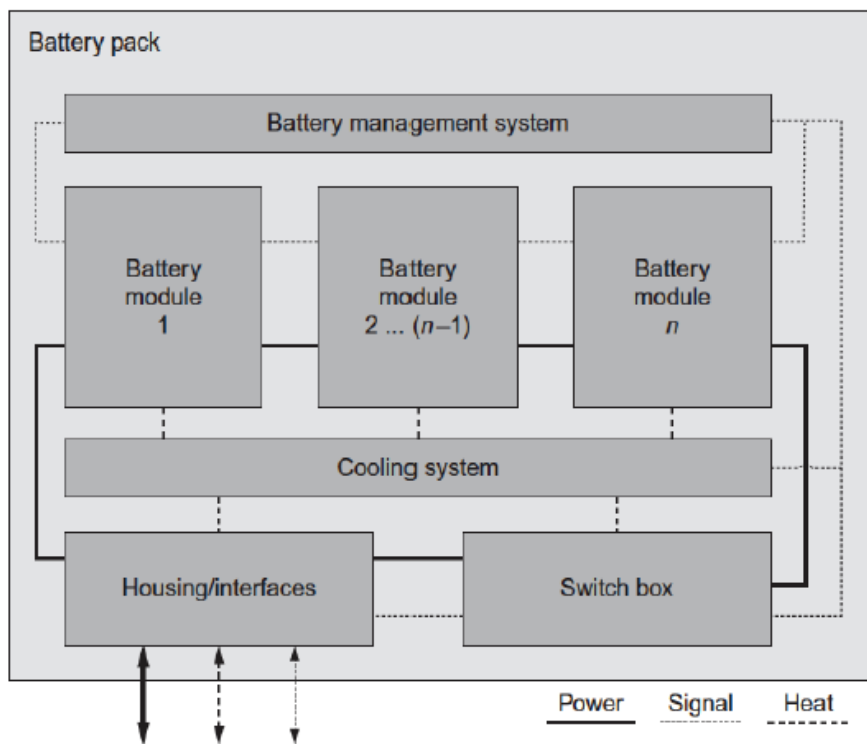 Battery pack
Battery management system
Battery
module
1
Battery
module
2 ... (n–1)
Battery
module
n
Cooling system
Housing/interfaces
Switch box
Power
Signal
Heat